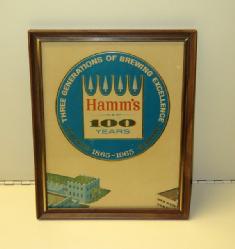 THREE GENERATIONS OF BREWING EXCELLENCE
Hamm's
100
YEARS
1865-1965